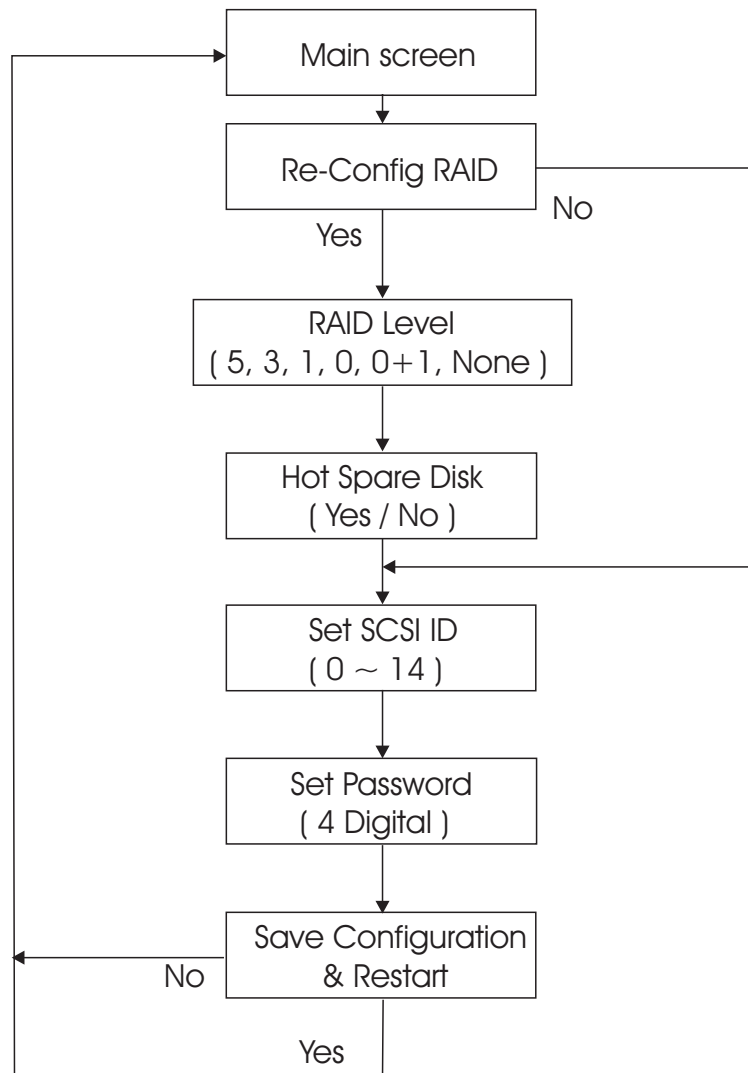 Main screen
Re-Config RAID
No
Yes
RAID Level
( 5, 3, 1, 0, 0+1, None )
Hot Spare Disk
( Yes / No )
Set SCSI ID
( 0 ~ 14 )
Set Password
( 4 Digital )
Save Configuration
& Restart
No
Yes